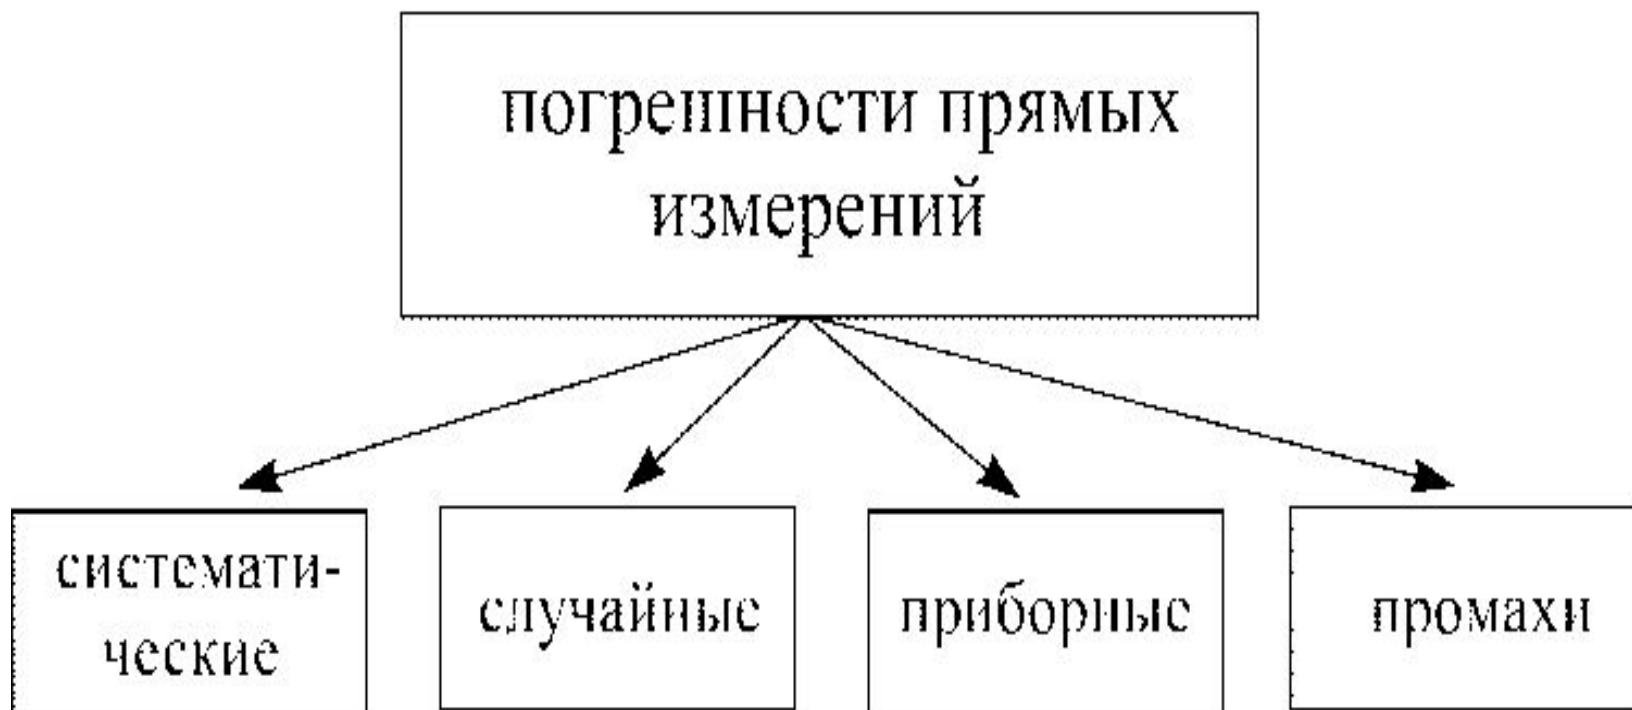 погрешности прямых
измерений
системати-
ческие
случайные
приборные
промахи